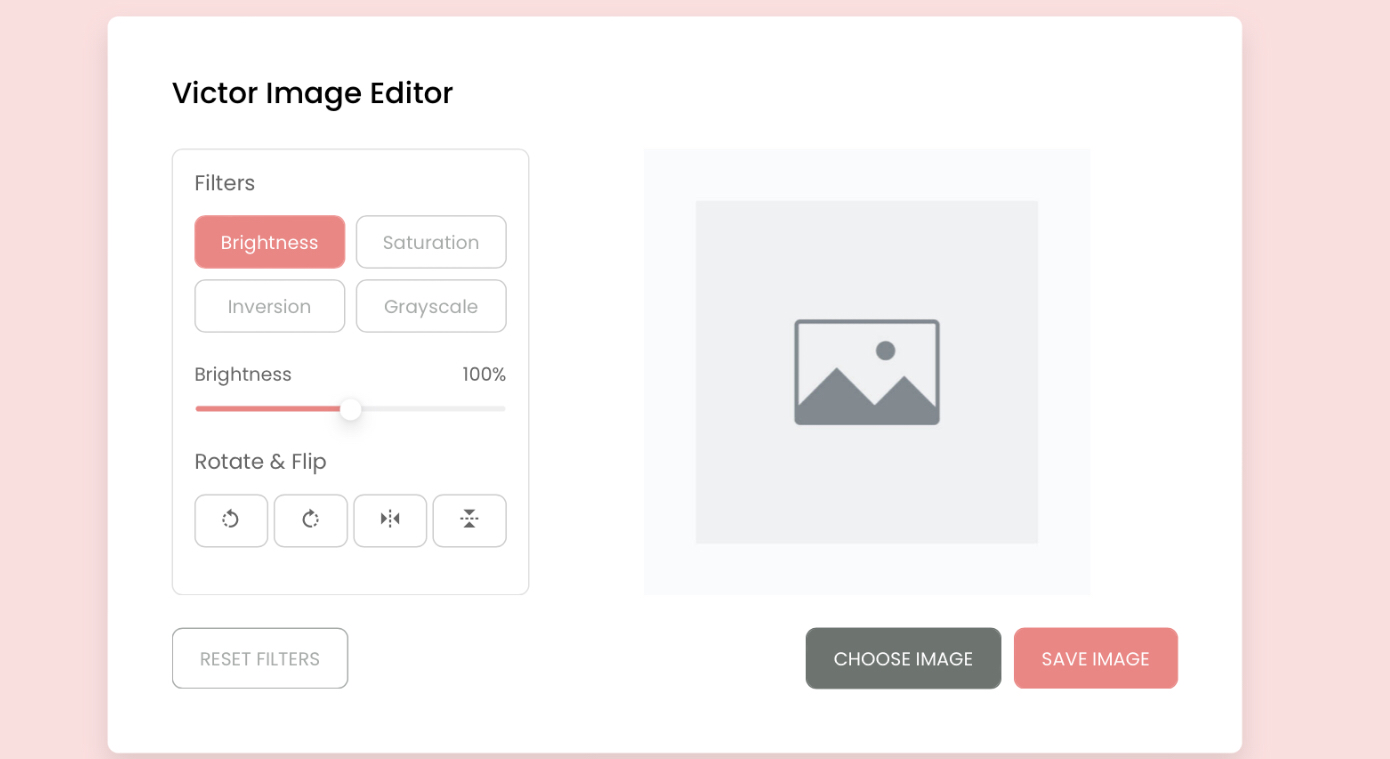 Victor Image Editor
Filters
Brightness
Saturation
Inversion
Grayscale
Brightness
100%
Rotate & Flip
RESET FILTERS
CHOOSE IMAGE
SAVE IMAGE